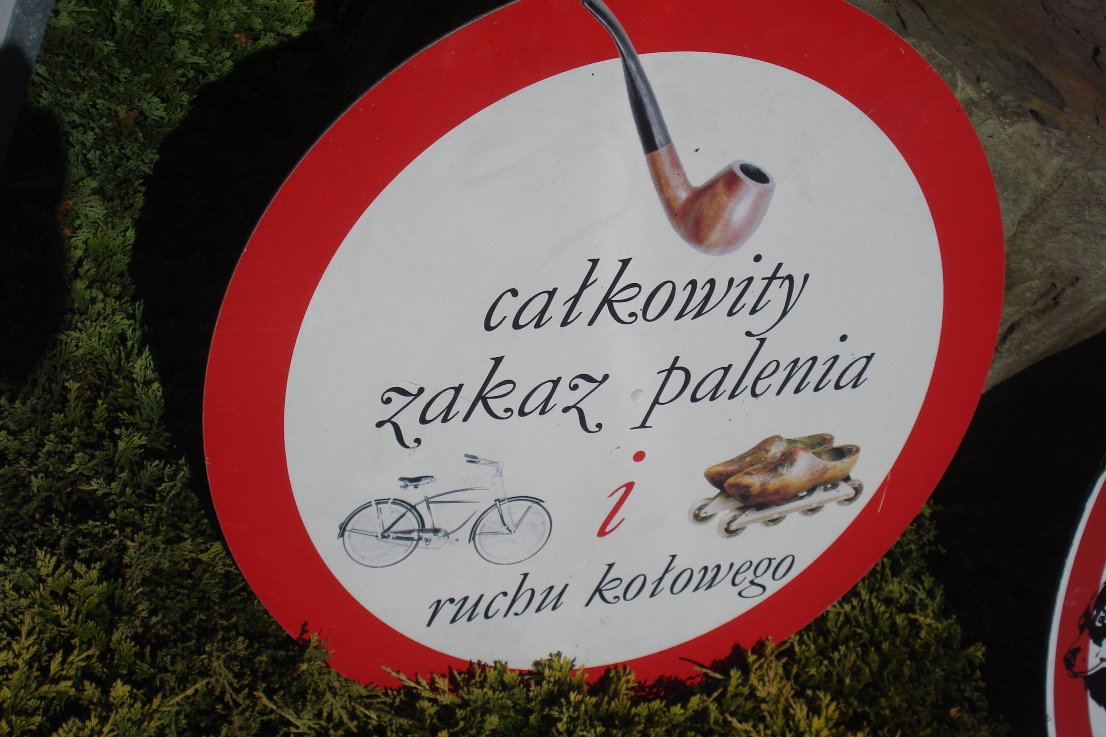 całkowity
zakaz palenia
i
ruchu kołowego